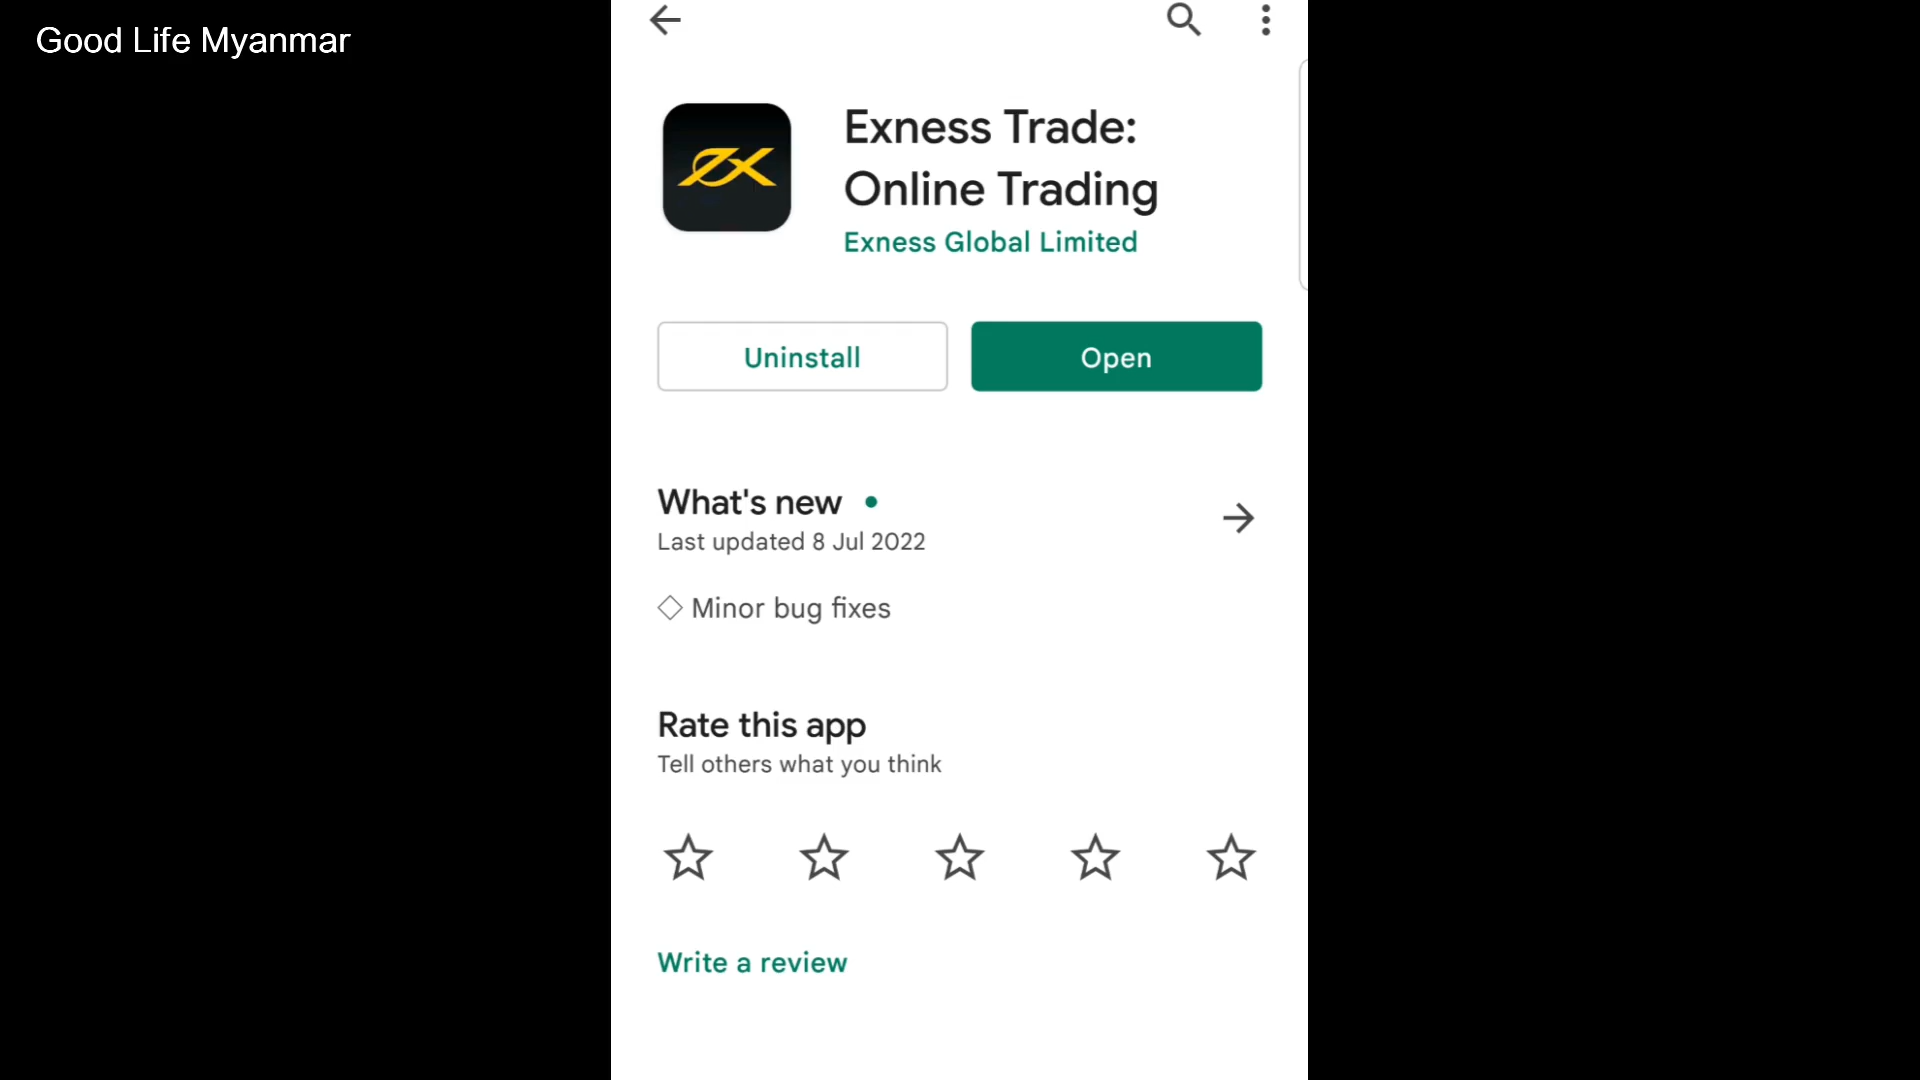 Good Life Myanmar
Exness Trade:
Online Trading
Exness Global Limited
Uninstall
Open
What's new
Last updated 8 Jul 2022
◇ Minor bug fixes
Rate this app
Tell others what you think
Write a review